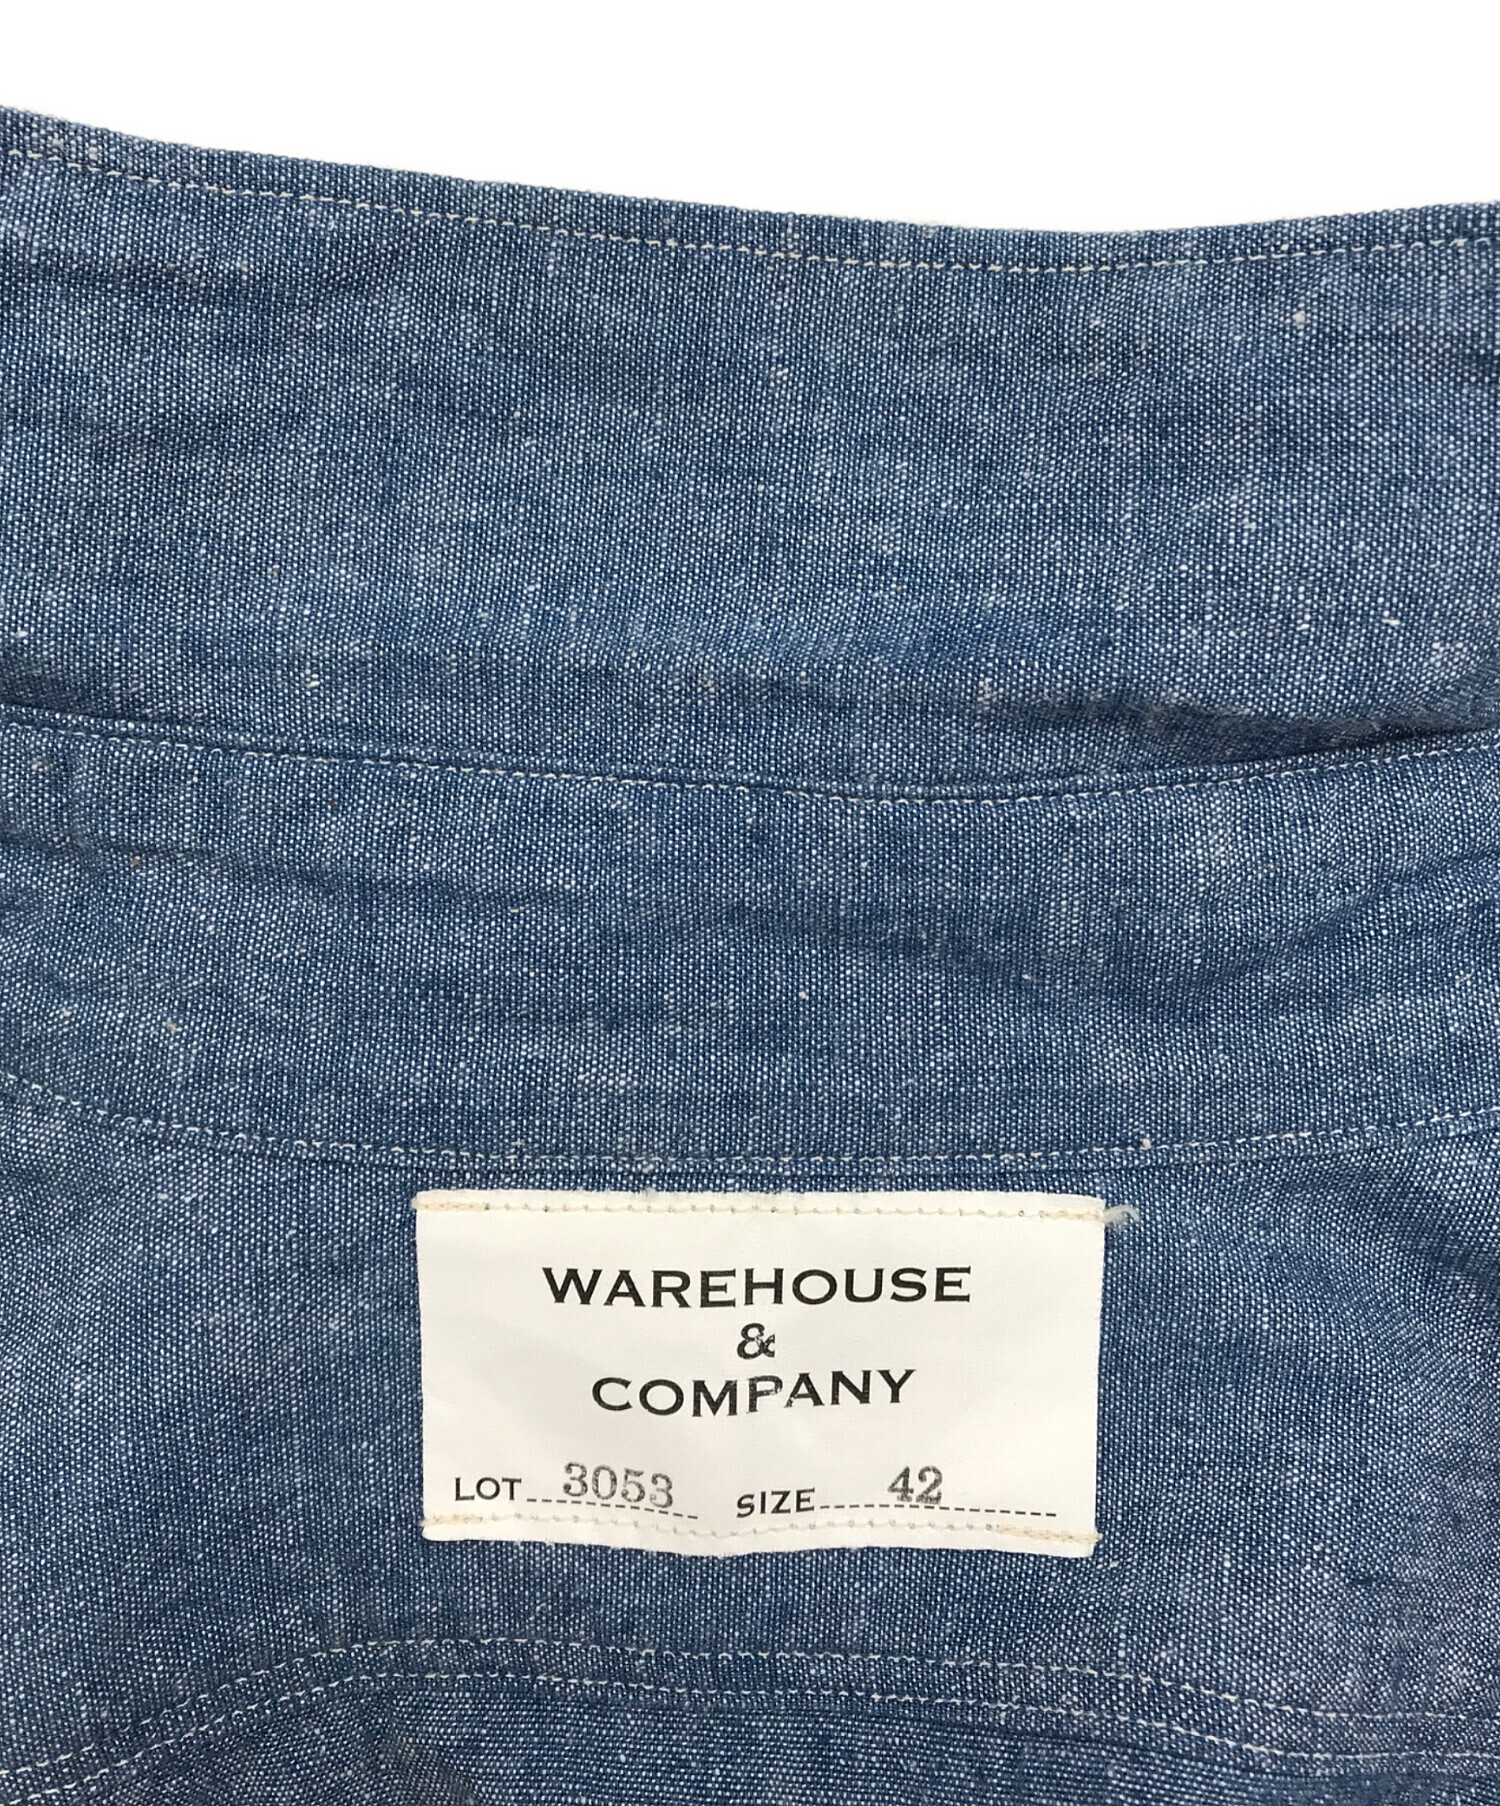 WAREHOUSE
&
COMPANY
LOT 3053 SIZE 42